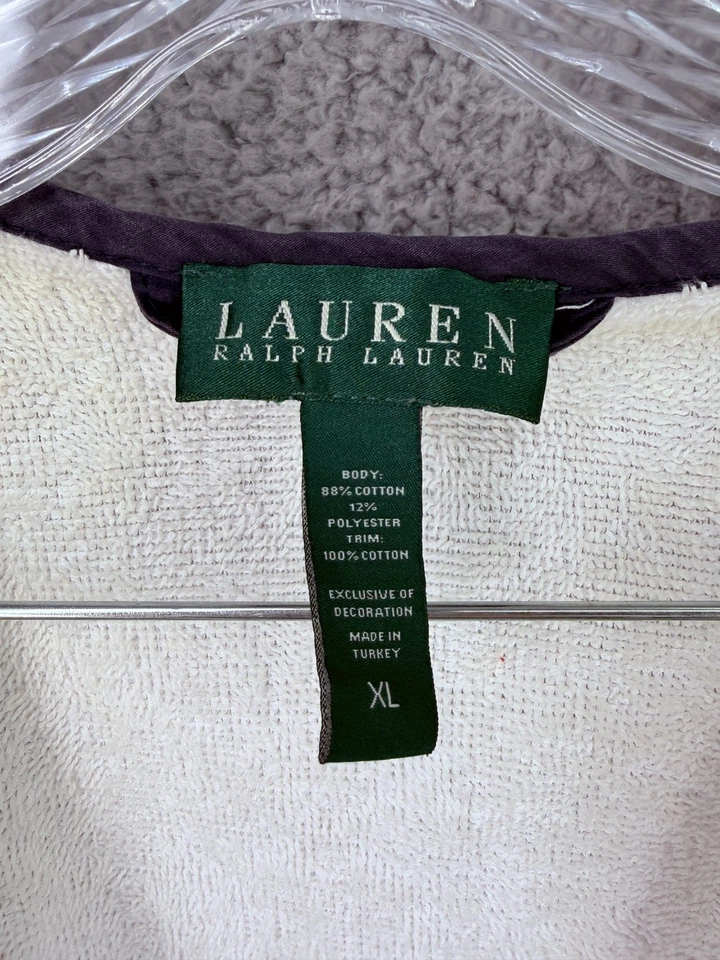 LAUREN
RALPH LAUREN
BODY:
88% COTTON
12%
POLYESTER
TRIM:
100% COTTON
EXCLUSIVE OF
DECORATION
MADE IN
TURKEY
XL